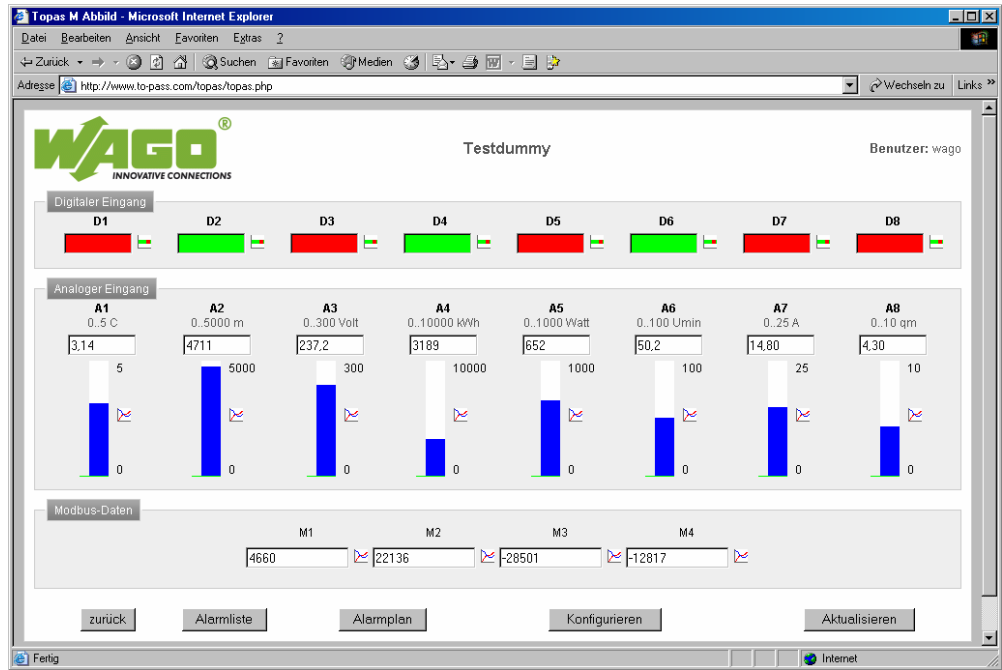 Topas M Abbild - Microsoft Internet Explorer
Datei Bearbeiten Ansicht Favoriten Extras ?
Zurück Suchen Favoriten Medien
Adresse http://www.to-pass.com/topas/topas.php Wechseln zu Links »
WAGO®
INNOVATIVE CONNECTIONS
Testdummy
Benutzer: wago
Digitaler Eingang
D1 D2 D3 D4 D5 D6 D7 D8
Analoger Eingang
A1 A2 A3 A4 A5 A6 A7 A8
0..5 C 0..5000 m 0..300 Volt 0..10000 kWh 0..1000 Watt 0..100 Umin 0..25 A 0..10 qm
3,14 4711 237,2 3189 652 50,2 14,80 4,30
5 5000 300 10000 1000 100 25 10
0 0 0 0 0 0 0 0
Modbus-Daten
M1 M2 M3 M4
4660 22136 -28501 -12817
zurück Alarmliste Alarmplan Konfigurieren Aktualisieren
Fertig Internet